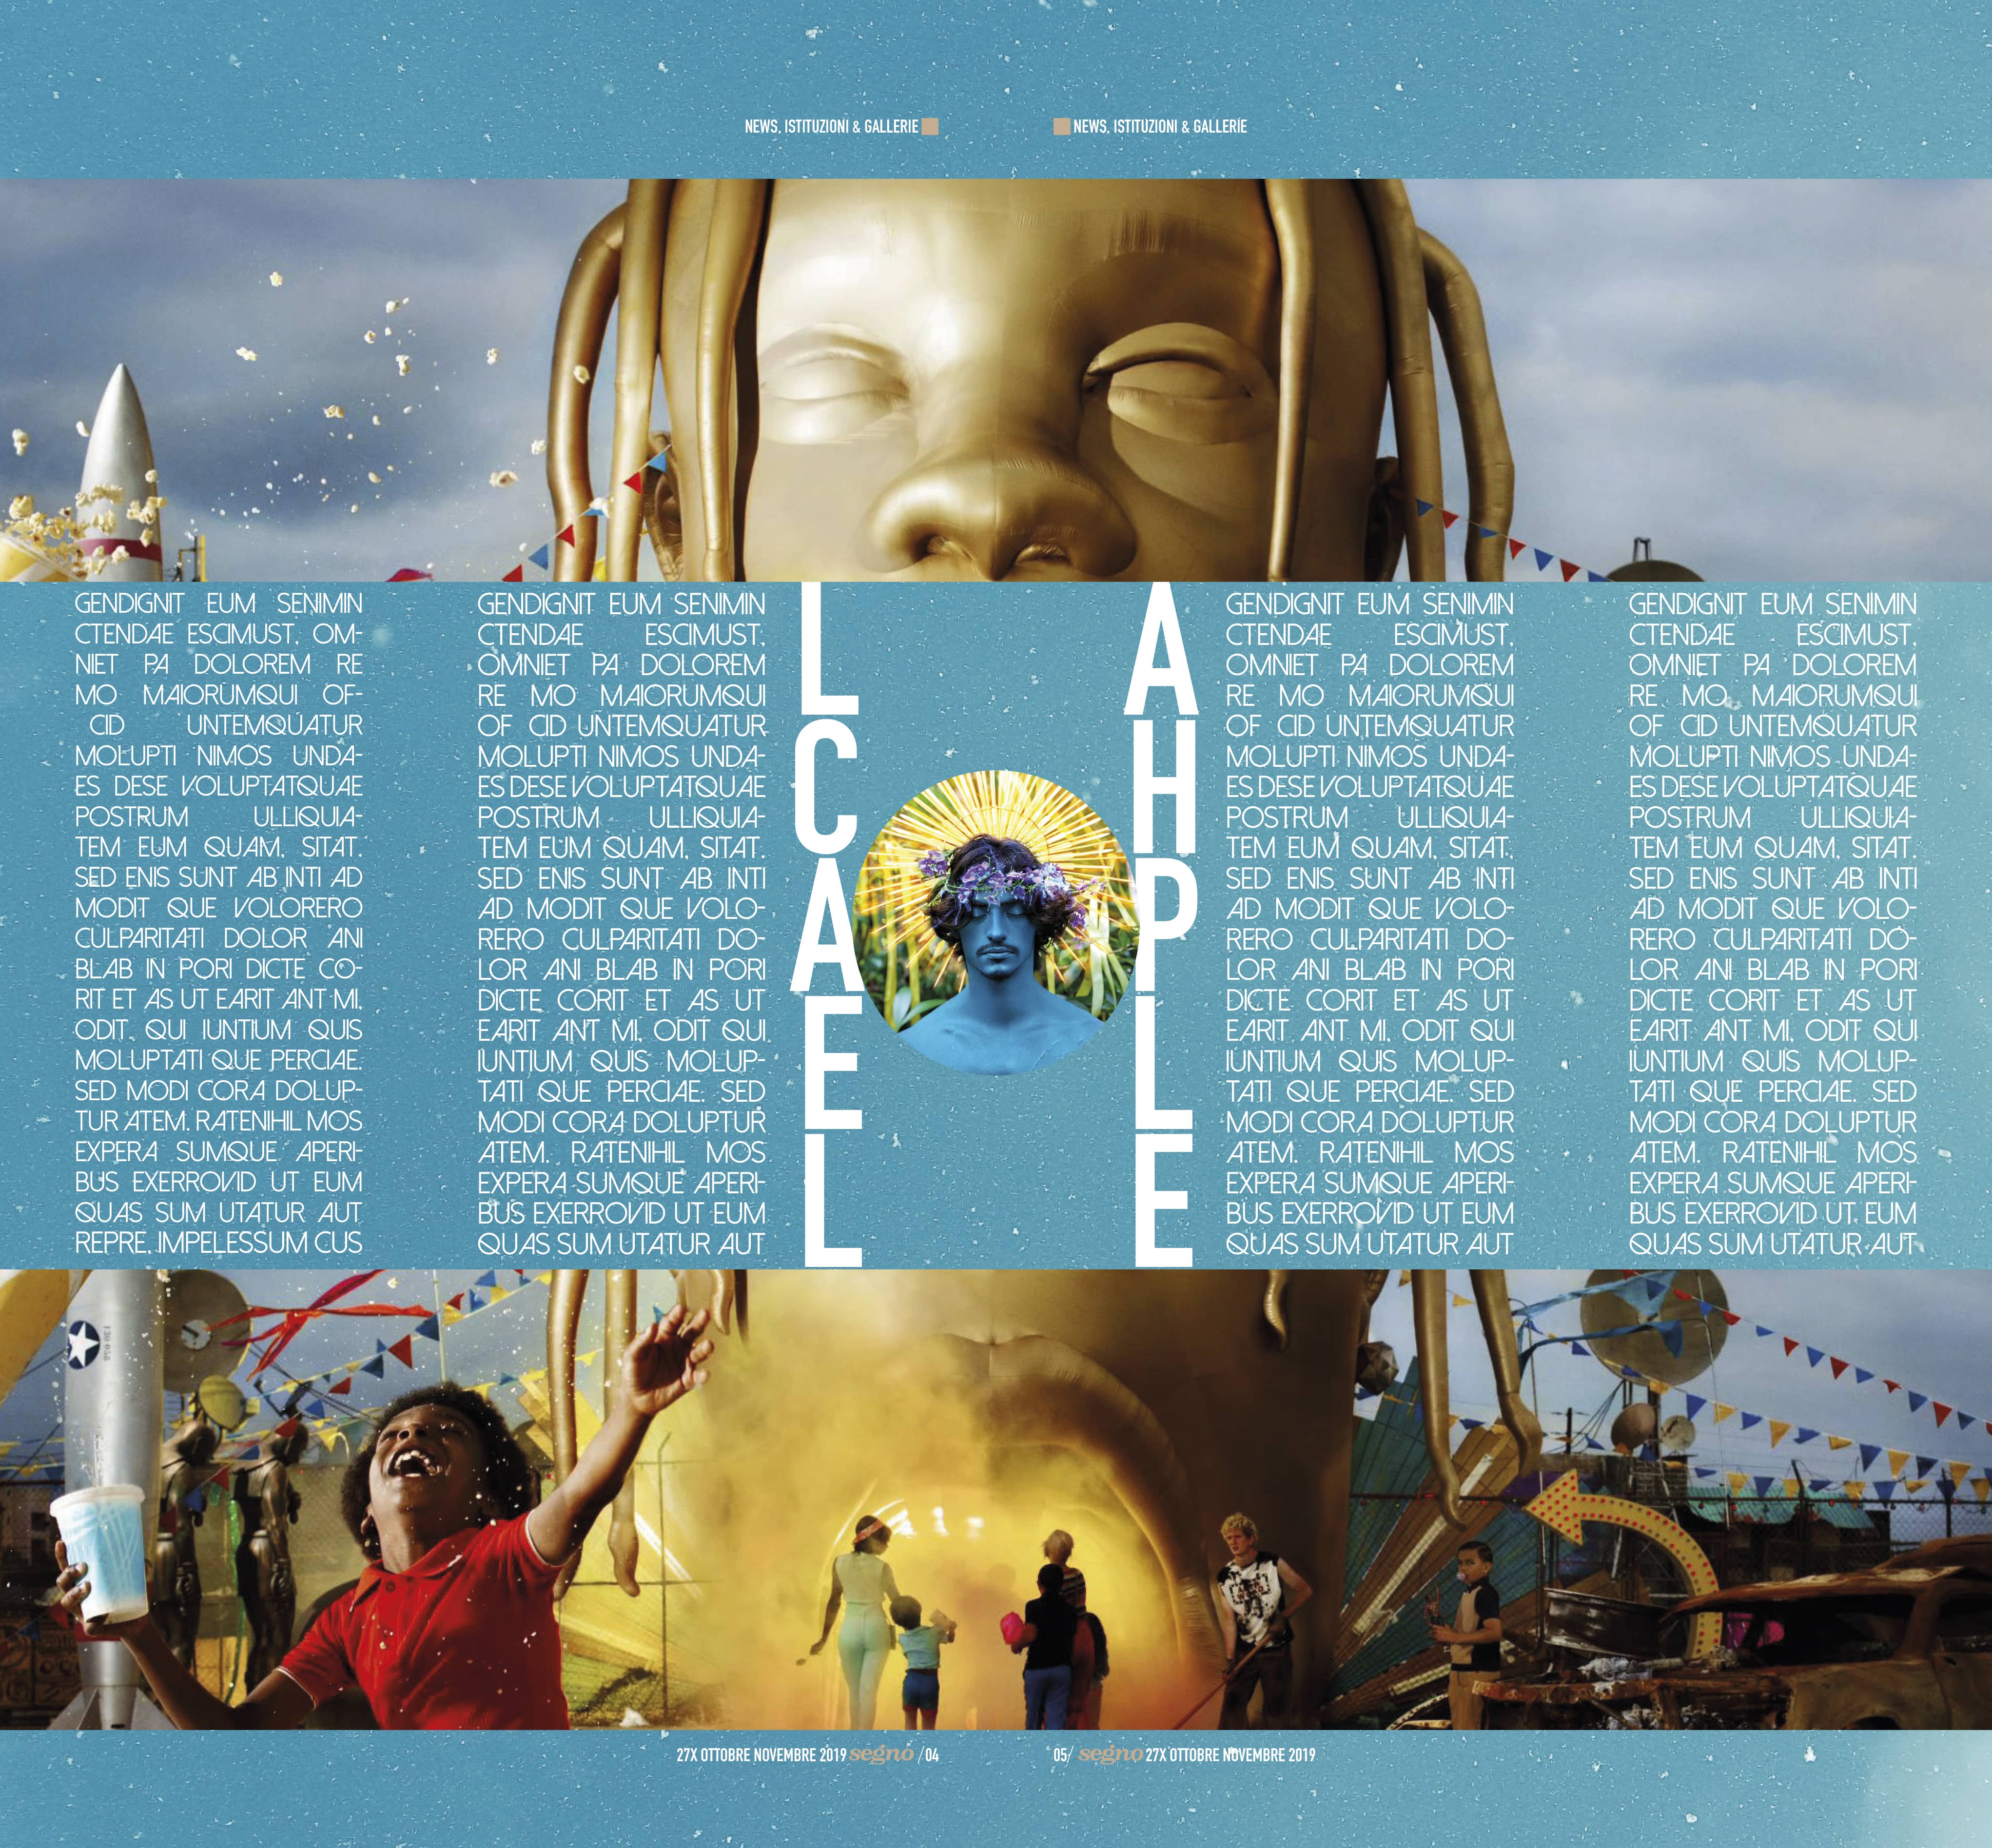 NEWS, ISTITUZIONI & GALLERIE
NEWS, ISTITUZIONI & GALLERIE
GENDIGNIT EUM SENIMIN
CTENDAE ESCIMUST, OM-
NIET PA DOLOREM RE
MO MAIORUMQUI OF-
CID UNTEMQUATUR
MOLUPTI NIMOS UNDA-
ES DESE VOLUPTATQUAE
POSTRUM ULLIQUIA-
TEM EUM QUAM, SITAT.
SED ENIS SUNT AB INTI AD
MODIT QUE VOLORERO
CULPARITATI DOLOR ANI
BLAB IN PORI DICTE CO-
RIT ET AS UT EARIT ANT MI,
ODIT, QUI IUNTIUM QUIS
MOLUPTATI QUE PERCIAE.
SED MODI CORA DOLUP-
TUR ATEM. RATENIHIL MOS
EXPERA SUMQUE APERI-
BUS EXERROVID UT EUM
QUAS SUM UTATUR AUT
REPRE, IMPELESSUM CUS
GENDIGNIT EUM SENIMIN
CTENDAE ESCIMUST,
OMNIET PA DOLOREM
RE MO MAIORUMQUI
OF CID UNTEMQUATUR
MOLUPTI NIMOS UNDA-
ES DESE VOLUPTATQUAE
POSTRUM ULLIQUIA-
TEM EUM QUAM, SITAT.
SED ENIS SUNT AB INTI
AD MODIT QUE VOLO-
RERO CULPARITATI DO-
LOR ANI BLAB IN PORI
DICTE CORIT ET AS UT
EARIT ANT MI, ODIT QUI
IUNTIUM QUIS MOLUP-
TATI QUE PERCIAE. SED
MODI CORA DOLUPTUR
ATEM. RATENIHIL MOS
EXPERA SUMQUE APERI-
BUS EXERROVID UT EUM
QUAS SUM UTATUR AUT
L A
C H
A P
E L
L E
GENDIGNIT EUM SENIMIN
CTENDAE ESCIMUST,
OMNIET PA DOLOREM
RE MO MAIORUMQUI
OF CID UNTEMQUATUR
MOLUPTI NIMOS UNDA-
ES DESE VOLUPTATQUAE
POSTRUM ULLIQUIA-
TEM EUM QUAM, SITAT.
SED ENIS SUNT AB INTI
AD MODIT QUE VOLO-
RERO CULPARITATI DO-
LOR ANI BLAB IN PORI
DICTE CORIT ET AS UT
EARIT ANT MI, ODIT QUI
IUNTIUM QUIS MOLUP-
TATI QUE PERCIAE. SED
MODI CORA DOLUPTUR
ATEM. RATENIHIL MOS
EXPERA SUMQUE APERI-
BUS EXERROVID UT EUM
QUAS SUM UTATUR AUT
GENDIGNIT EUM SENIMIN
CTENDAE ESCIMUST,
OMNIET PA DOLOREM
RE MO MAIORUMQUI
OF CID UNTEMQUATUR
MOLUPTI NIMOS UNDA-
ES DESE VOLUPTATQUAE
POSTRUM ULLIQUIA-
TEM EUM QUAM, SITAT.
SED ENIS SUNT AB INTI
AD MODIT QUE VOLO-
RERO CULPARITATI DO-
LOR ANI BLAB IN PORI
DICTE CORIT ET AS UT
EARIT ANT MI, ODIT QUI
IUNTIUM QUIS MOLUP-
TATI QUE PERCIAE. SED
MODI CORA DOLUPTUR
ATEM. RATENIHIL MOS
EXPERA SUMQUE APERI-
BUS EXERROVID UT EUM
QUAS SUM UTATUR AUT
27X OTTOBRE NOVEMBRE 2019 segno /04
05/ segno 27X OTTOBRE NOVEMBRE 2019